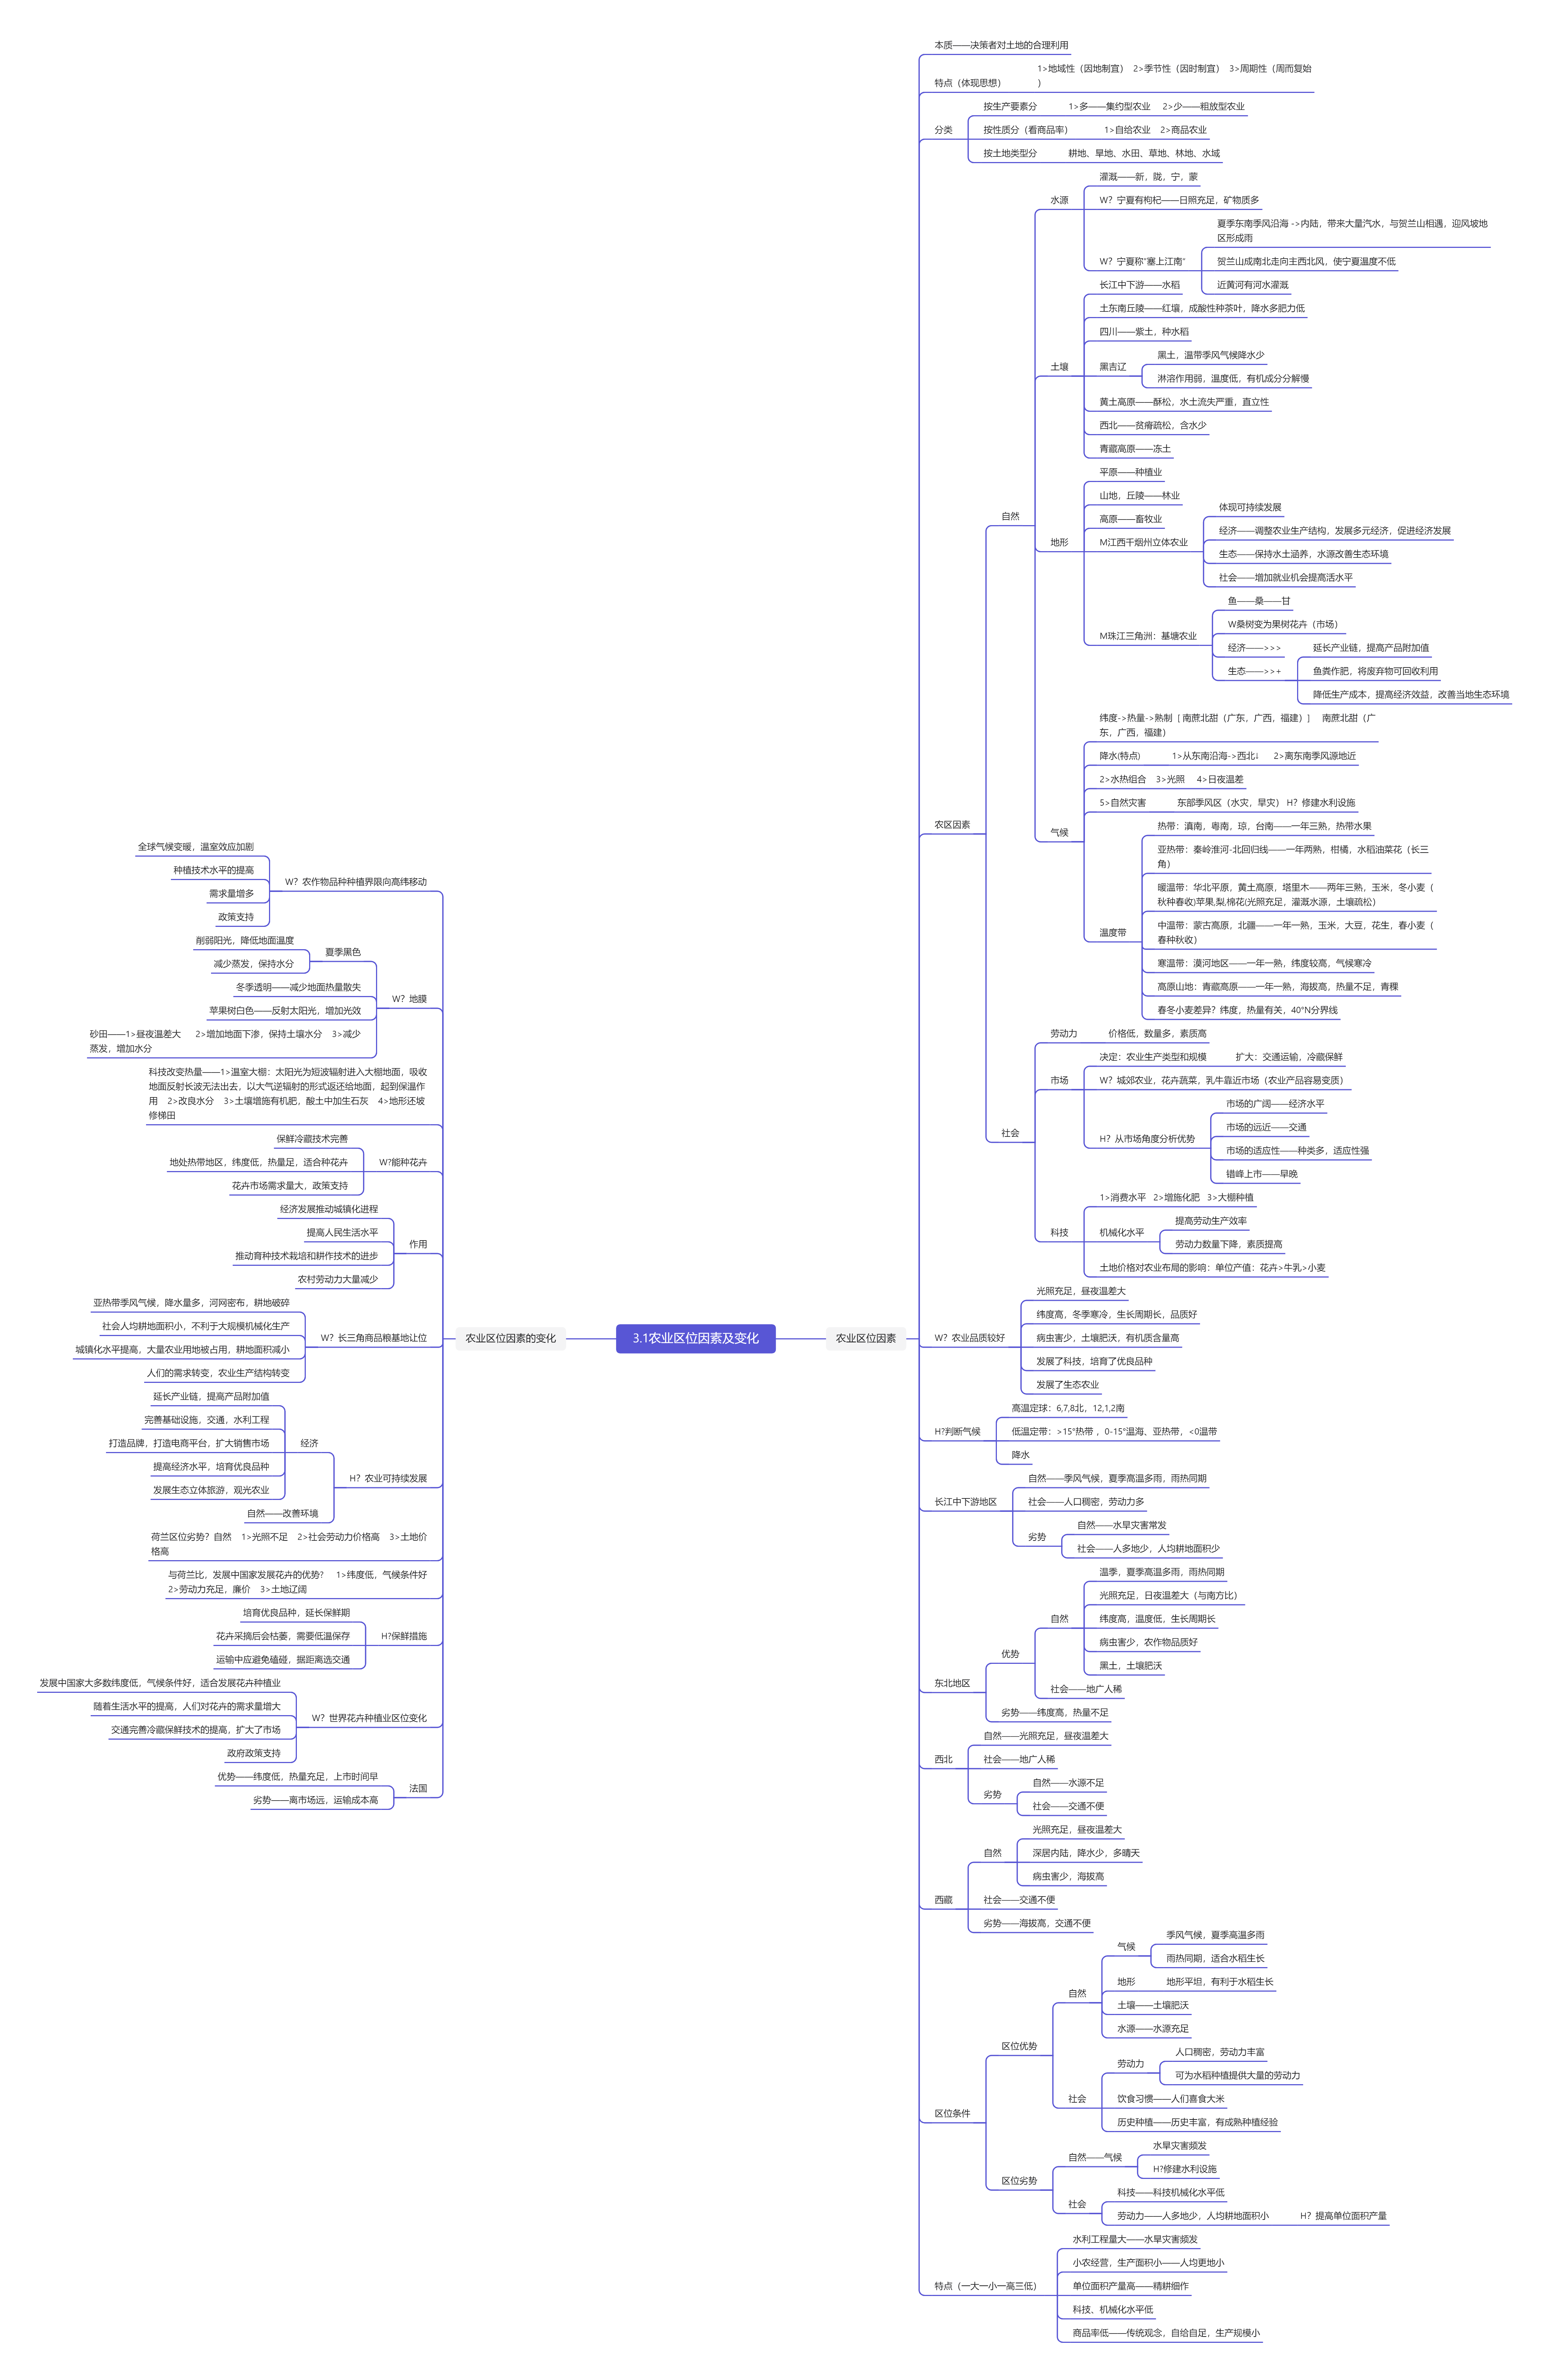 3.1农业区位因素及变化
农业区位因素
本质——决策者对土地的合理利用
特点（体现思想） 1>地域性（因地制宜） 2>季节性（因时制宜） 3>周期性（周而复始
）
分类
按生产要素分 1>多——集约型农业 2>少——粗放型农业
按性质分（看商品率） 1>自给农业 2>商品农业
按土地类型分 耕地、旱地、水田、草地、林地、水域
农区因素
自然
水源
灌溉——新，陇，宁，蒙
W？宁夏有枸杞——日照充足，矿物质多
W？宁夏称"塞上江南"
夏季东南季风沿海 ->内陆，带来大量汽水，与贺兰山相遇，迎风坡地
区形成雨
贺兰山成南北走向主西北风，使宁夏温度不低
近黄河有河水灌溉
土壤
长江中下游——水稻
土东南丘陵——红壤，成酸性种茶叶，降水多肥力低
四川——紫土，种水稻
黑吉辽
黑土，温带季风气候降水少
淋溶作用弱，温度低，有机成分分解慢
黄土高原——酥松，水土流失严重，直立性
西北——贫瘠疏松，含水少
青藏高原——冻土
地形
平原——种植业
山地，丘陵——林业
高原——畜牧业
M江西千烟州立体农业
体现可持续发展
经济——调整农业生产结构，发展多元经济，促进经济发展
生态——保持水土涵养，水源改善生态环境
社会——增加就业机会提高活水平
M珠江三角洲：基塘农业
鱼——桑——甘
W桑树变为果树花卉（市场）
经济——>>>
生态——>>+
延长产业链，提高产品附加值
鱼粪作肥，将废弃物可回收利用
降低生产成本，提高经济效益，改善当地生态环境
气候
纬度->热量->熟制［南蔗北甜（广东，广西，福建）］ 南蔗北甜（广
东，广西，福建）
降水(特点) 1>从东南沿海->西北↓ 2>离东南季风源地近
2>水热组合 3>光照 4>日夜温差
5>自然灾害 东部季风区（水灾，旱灾） H？修建水利设施
温度带
热带：滇南，粤南，琼，台南——一年三熟，热带水果
亚热带：秦岭淮河-北回归线——一年两熟，柑橘，水稻油菜花（长三
角）
暖温带：华北平原，黄土高原，塔里木——两年三熟，玉米，冬小麦（
秋种春收)苹果,梨,棉花(光照充足，灌溉水源，土壤疏松）
中温带：蒙古高原，北疆——一年一熟，玉米，大豆，花生，春小麦（
春种秋收）
寒温带：漠河地区——一年一熟，纬度较高，气候寒冷
高原山地：青藏高原——一年一熟，海拔高，热量不足，青稞
春冬小麦差异？纬度，热量有关，40°N分界线
社会
劳动力 价格低，数量多，素质高
市场
决定：农业生产类型和规模 扩大：交通运输，冷藏保鲜
W？城郊农业，花卉蔬菜，乳牛靠近市场（农业产品容易变质）
H？从市场角度分析优势
市场的广阔——经济水平
市场的远近——交通
市场的适应性——种类多，适应性强
错峰上市——早晚
科技
1>消费水平 2>增施化肥 3>大棚种植
机械化水平
提高劳动生产效率
劳动力数量下降，素质提高
土地价格对农业布局的影响：单位产值：花卉>牛乳>小麦
W？农业品质较好
光照充足，昼夜温差大
纬度高，冬季寒冷，生长周期长，品质好
病虫害少，土壤肥沃，有机质含量高
发展了科技，培育了优良品种
发展了生态农业
H?判断气候
高温定球：6,7,8北，12,1,2南
低温定带：>15°热带 ，0-15°温海、亚热带，<0温带
降水
长江中下游地区
自然——季风气候，夏季高温多雨，雨热同期
社会——人口稠密，劳动力多
劣势
自然——水旱灾害常发
社会——人多地少，人均耕地面积少
东北地区
优势
自然
温季，夏季高温多雨，雨热同期
光照充足，日夜温差大（与南方比）
纬度高，温度低，生长周期长
病虫害少，农作物品质好
黑土，土壤肥沃
社会——地广人稀
劣势——纬度高，热量不足
西北
自然——光照充足，昼夜温差大
社会——地广人稀
劣势
自然——水源不足
社会——交通不便
西藏
自然
光照充足，昼夜温差大
深居内陆，降水少，多晴天
病虫害少，海拔高
社会——交通不便
劣势——海拔高，交通不便
区位条件
区位优势
自然
气候
季风气候，夏季高温多雨
雨热同期，适合水稻生长
地形 地形平坦，有利于水稻生长
土壤——土壤肥沃
水源——水源充足
社会
劳动力
人口稠密，劳动力丰富
可为水稻种植提供大量的劳动力
饮食习惯——人们喜食大米
历史种植——历史丰富，有成熟种植经验
区位劣势
自然——气候
水旱灾害频发
H?修建水利设施
社会
科技——科技机械化水平低
劳动力——人多地少，人均耕地面积小 H？提高单位面积产量
特点（一大一小一高三低）
水利工程量大——水旱灾害频发
小农经营，生产面积小——人均更地小
单位面积产量高——精耕细作
科技、机械化水平低
商品率低——传统观念，自给自足，生产规模小
农业区位因素的变化
W？农作物品种种植界限向高纬移动
全球气候变暖，温室效应加剧
种植技术水平的提高
需求量增多
政策支持
W？地膜
夏季黑色
削弱阳光，降低地面温度
减少蒸发，保持水分
冬季透明——减少地面热量散失
苹果树白色——反射太阳光，增加光效
砂田——1>昼夜温差大 2>增加地面下渗，保持土壤水分 3>减少
蒸发，增加水分
科技改变热量——1>温室大棚：太阳光为短波辐射进入大棚地面，吸收
地面反射长波无法出去，以大气逆辐射的形式返还给地面，起到保温作
用 2>改良水分 3>土壤增施有机肥，酸土中加生石灰 4>地形还坡
修梯田
W?能种花卉
保鲜冷藏技术完善
地处热带地区，纬度低，热量足，适合种花卉
花卉市场需求量大，政策支持
作用
经济发展推动城镇化进程
提高人民生活水平
推动育种技术栽培和耕作技术的进步
农村劳动力大量减少
W？长三角商品粮基地让位
亚热带季风气候，降水量多，河网密布，耕地破碎
社会人均耕地面积小，不利于大规模机械化生产
城镇化水平提高，大量农业用地被占用，耕地面积减小
人们的需求转变，农业生产结构转变
H？农业可持续发展
经济
延长产业链，提高产品附加值
完善基础设施，交通，水利工程
打造品牌，打造电商平台，扩大销售市场
提高经济水平，培育优良品种
发展生态立体旅游，观光农业
自然——改善环境
荷兰区位劣势？自然 1>光照不足 2>社会劳动力价格高 3>土地价
格高
与荷兰比，发展中国家发展花卉的优势? 1>纬度低，气候条件好
2>劳动力充足，廉价 3>土地辽阔
H?保鲜措施
培育优良品种，延长保鲜期
花卉采摘后会枯萎，需要低温保存
运输中应避免磕碰，据距离选交通
W？世界花卉种植业区位变化
发展中国家大多数纬度低，气候条件好，适合发展花卉种植业
随着生活水平的提高，人们对花卉的需求量增大
交通完善冷藏保鲜技术的提高，扩大了市场
政府政策支持
法国
优势——纬度低，热量充足，上市时间早
劣势——离市场远，运输成本高